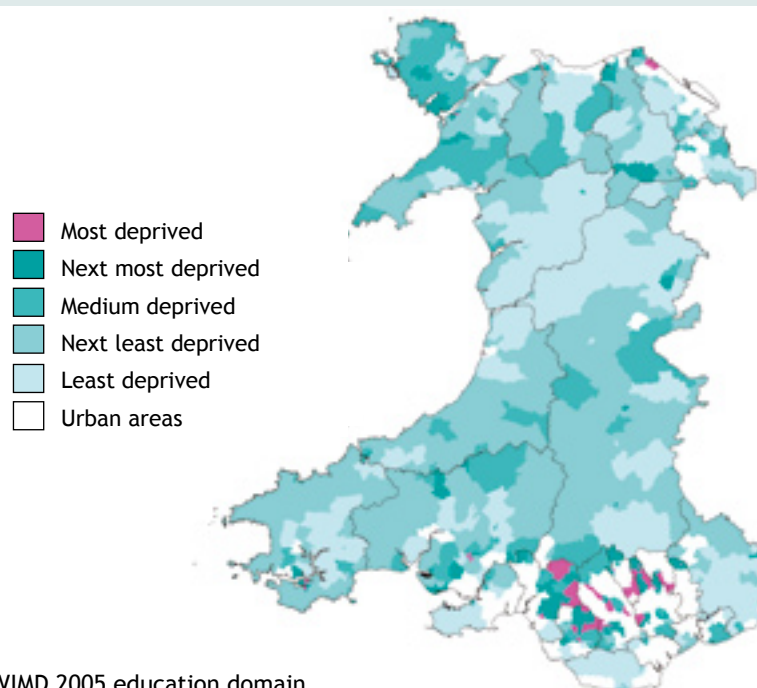 Most deprived
Next most deprived
Medium deprived
Next least deprived
Least deprived
Urban areas
WIMD 2005 education domain